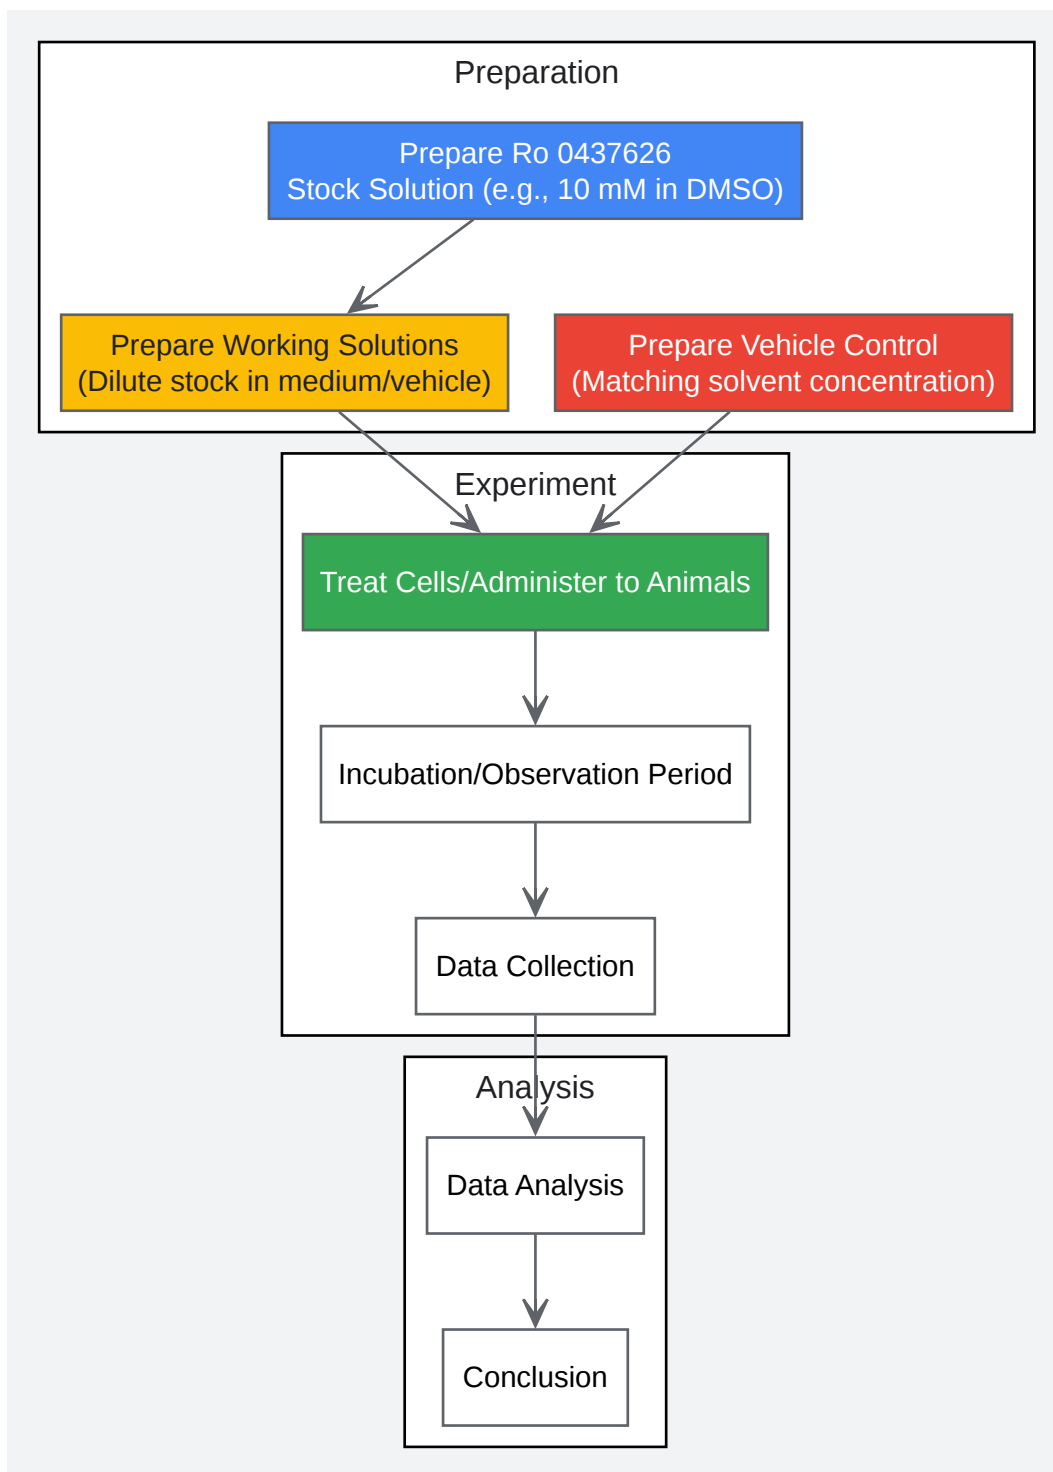 Preparation
Prepare Ro 0437626
Stock Solution (e.g., 10 mM in DMSO)
Prepare Working Solutions
(Dilute stock in medium/vehicle)
Prepare Vehicle Control
(Matching solvent concentration)
Experiment
Treat Cells/Administer to Animals
Incubation/Observation Period
Data Collection
Analysis
Data Analysis
Conclusion